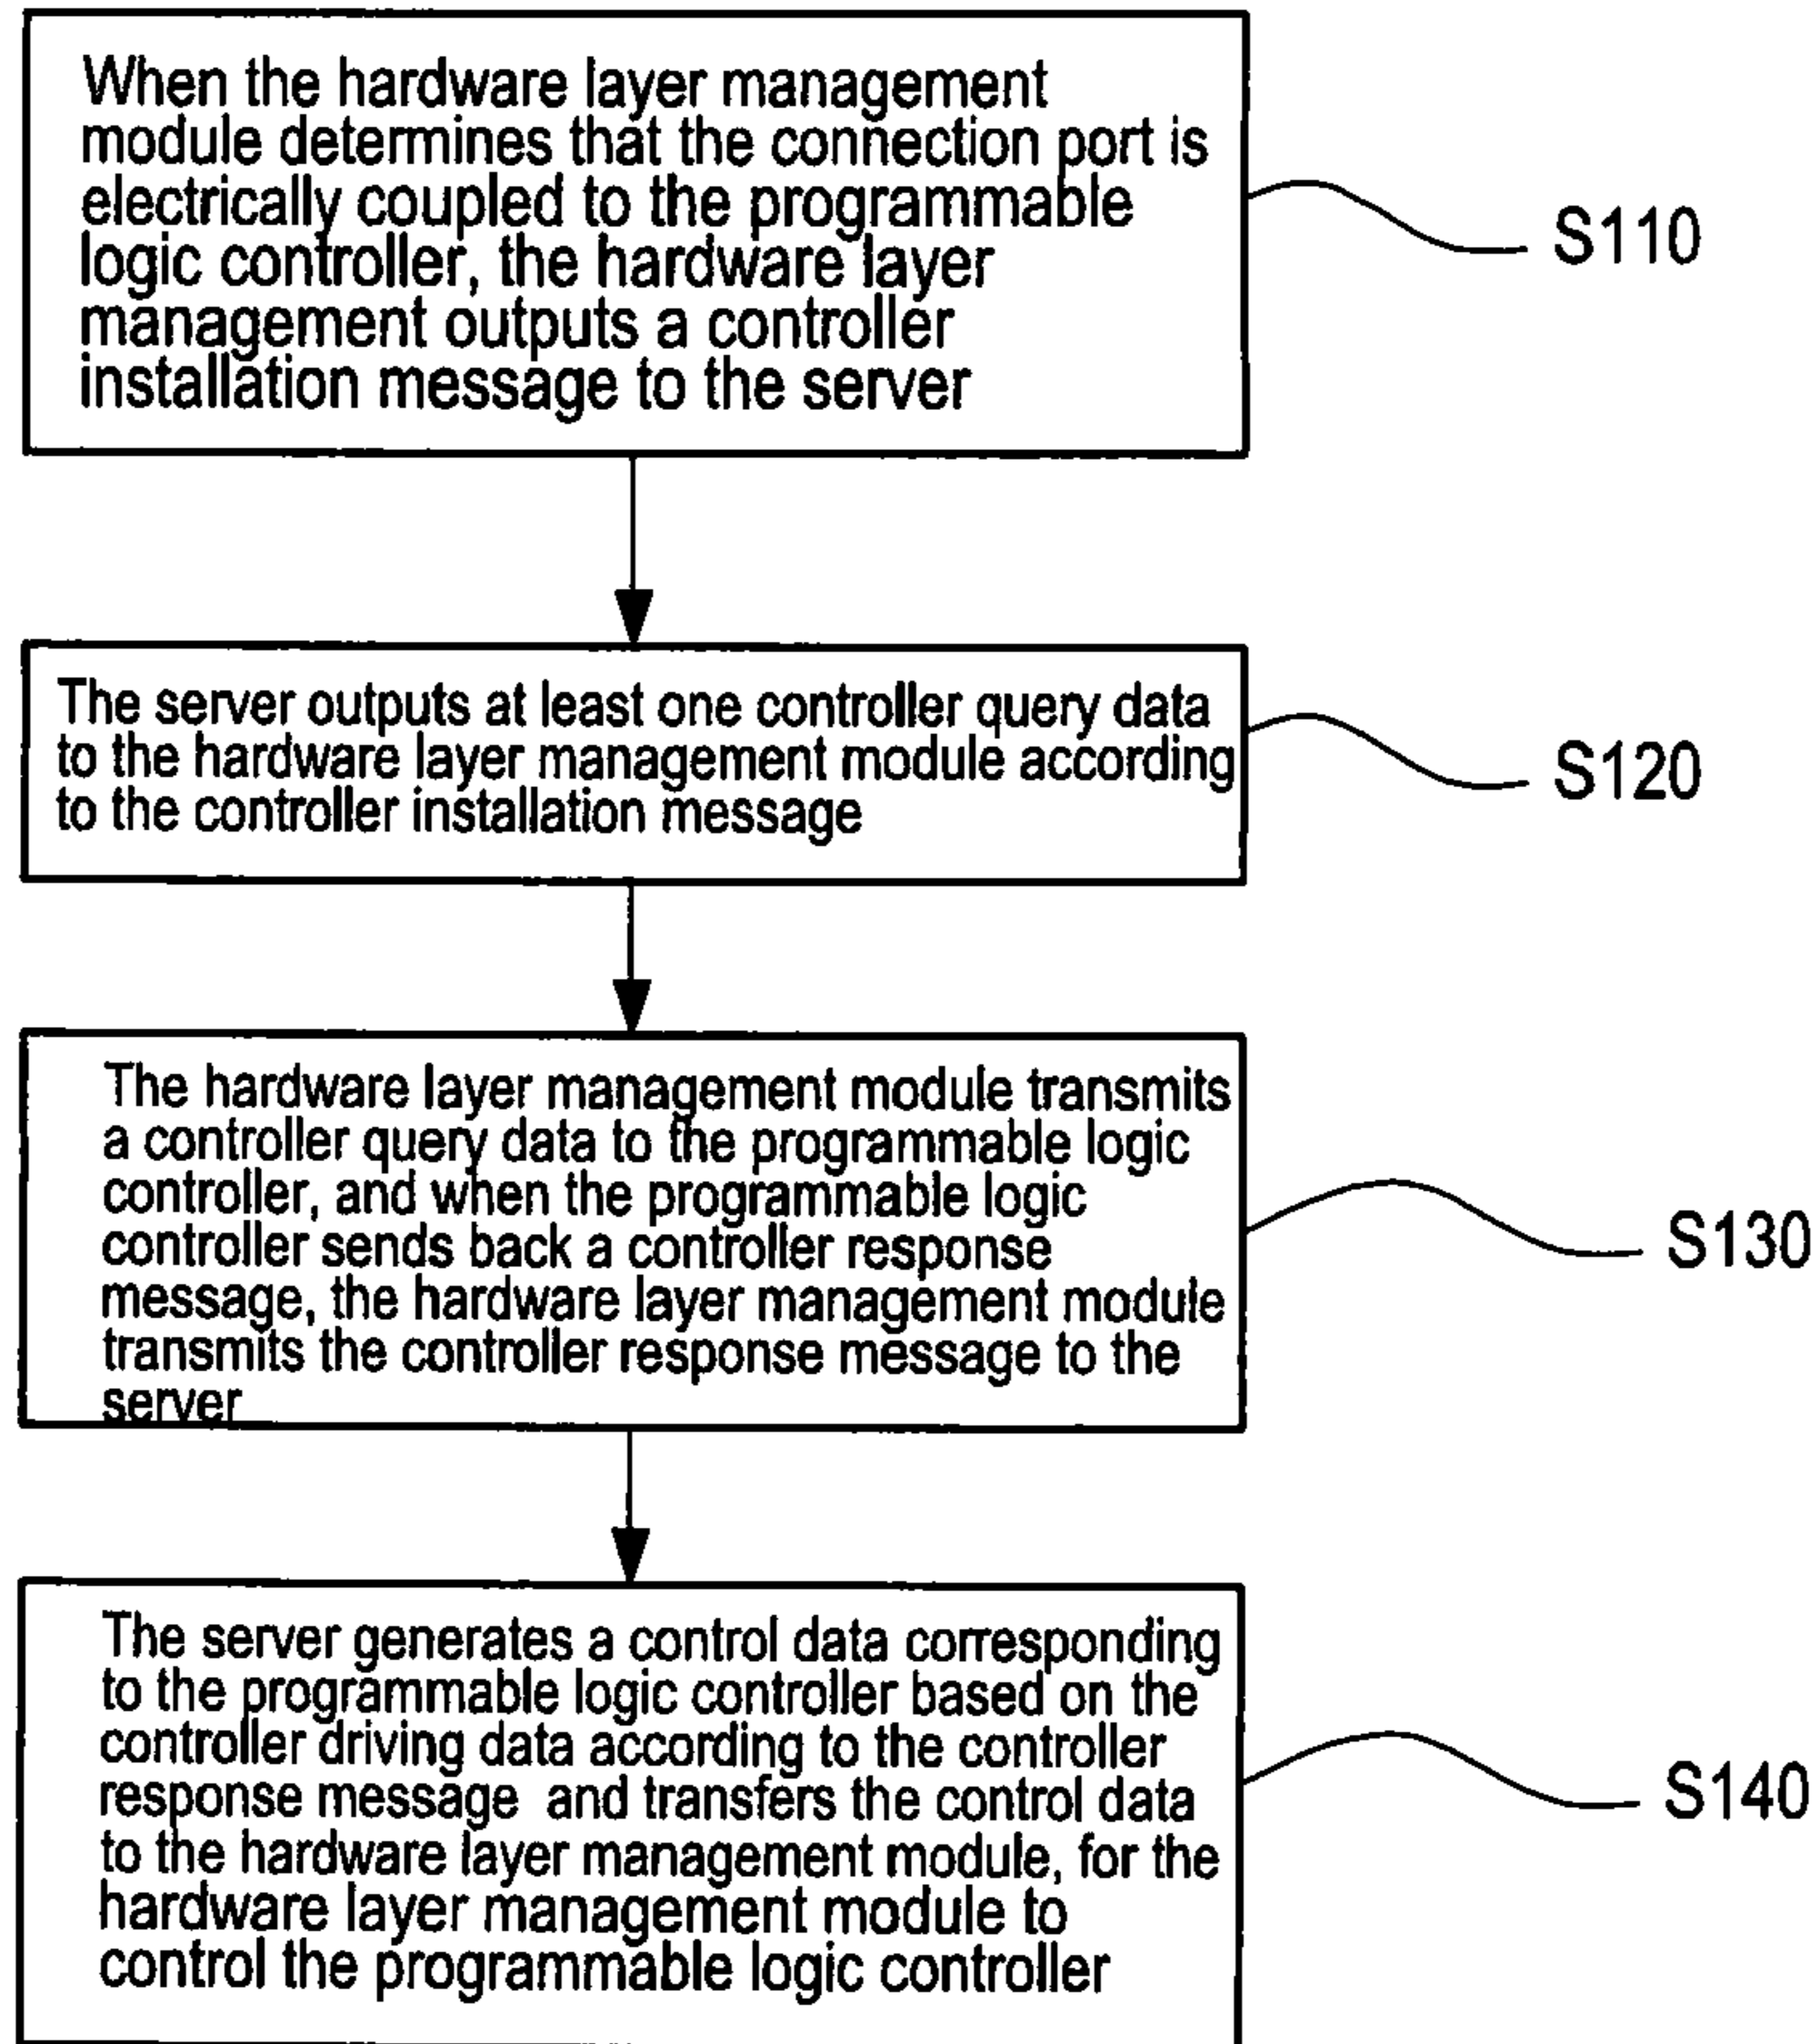 When the hardware layer management
module determines that the connection port is
electrically coupled to the programmable
logic controller, the hardware layer
management outputs a controller
installation message to the server
S110
The server outputs at least one controller query data
to the hardware layer management module according
to the controller installation message
S120
The hardware layer management module transmits
a controller query data to the programmable logic
controller, and when the programmable logic
controller sends back a controller response
message, the hardware layer management module
transmits the controller response message to the
server
S130
The server generates a control data corresponding
to the programmable logic controller based on the
controller driving data according to the controller
response message and transfers the control data
to the hardware layer management module, for the
hardware layer management module to
control the programmable logic controller
S140